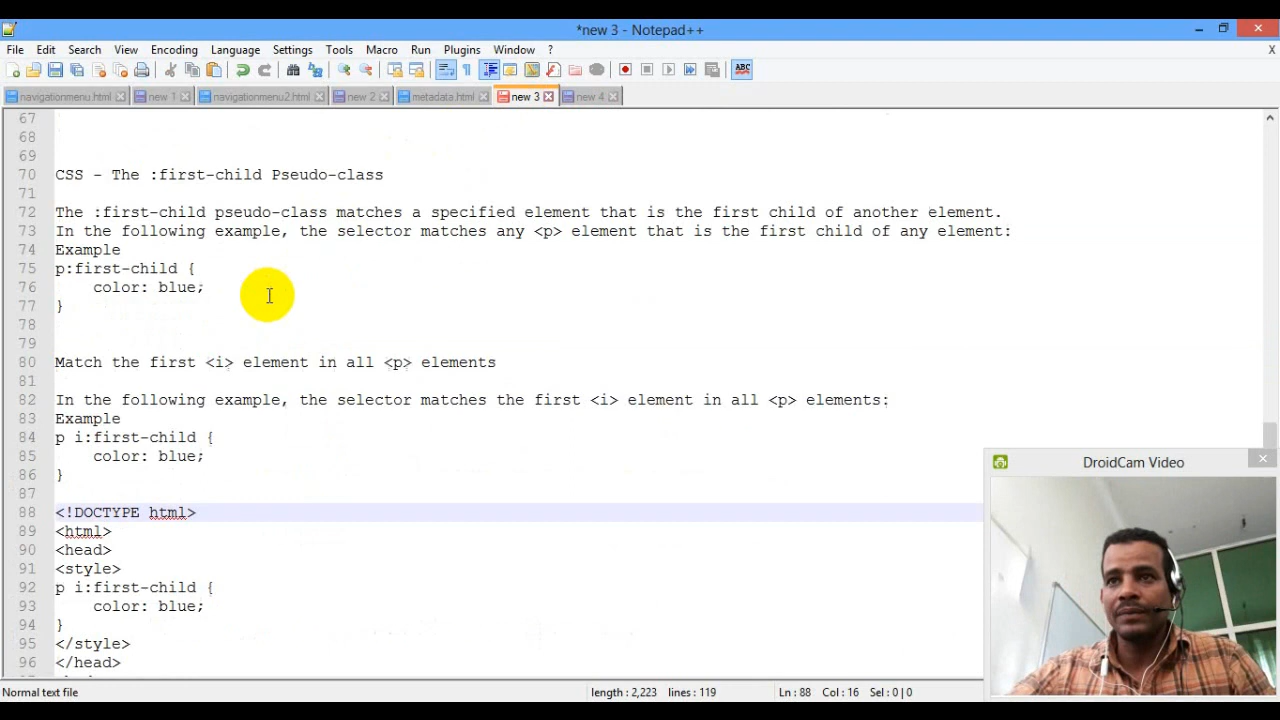 *new 3 - Notepad++
File Edit Search View Encoding Language Settings Tools Macro Run Plugins Window ? X
ABC
navigationmenu.html new 1 navigationmenu2.html new 2 metadata.html new 3 new 4
67
68
69
70 CSS - The :first-child Pseudo-class
71
72 The :first-child pseudo-class matches a specified element that is the first child of another element.
73 In the following example, the selector matches any <p> element that is the first child of any element:
74 Example
75 p:first-child {
76 color: blue;
77 }
78
79
80 Match the first <i> element in all <p> elements
81
82 In the following example, the selector matches the first <i> element in all <p> elements:
83 Example
84 p i:first-child {
85 color: blue;
86 }
87
88 <!DOCTYPE html>
89 <html>
90 <head>
91 <style>
92 p i:first-child {
93 color: blue;
94 }
95 </style>
96 </head>
DroidCam Video
Normal text file length : 2,223 lines : 119 Ln : 88 Col : 16 Sel : 0 | 0